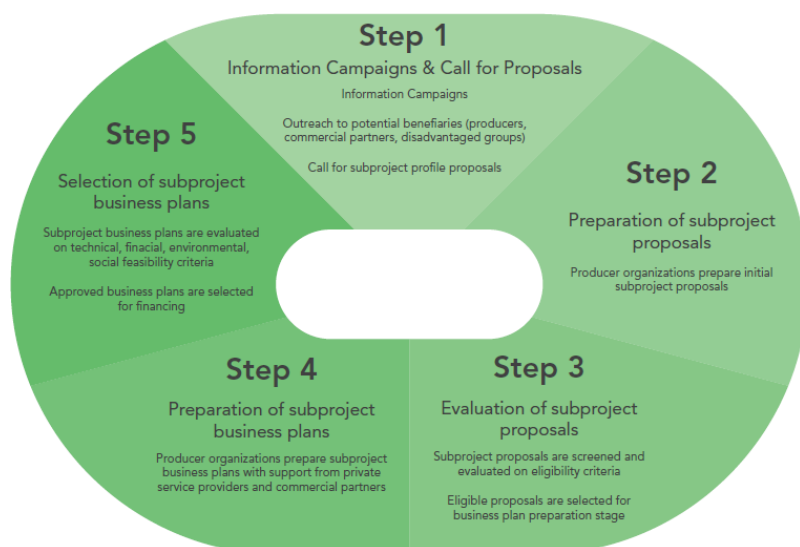 Step 1
Information Campaigns & Call for Proposals
Information Campaigns
Outreach to potential benefiaries (producers,
commercial partners, disadvantaged groups)
Call for subproject profile proposals
Step 2
Preparation of subproject
proposals
Producer organizations prepare initial
subproject proposals
Step 3
Evaluation of subproject
proposals
Subproject proposals are screened and
evaluated on eligibility criteria
Eligible proposals are selected for
business plan preparation stage
Step 4
Preparation of subproject
business plans
Producer organizations prepare subproject
business plans with support from private
service providers and commercial partners
Step 5
Selection of subproject
business plans
Subproject business plans are evaluated
on technical, finacial, environmental,
social feasibility criteria
Approved business plans are selected
for financing